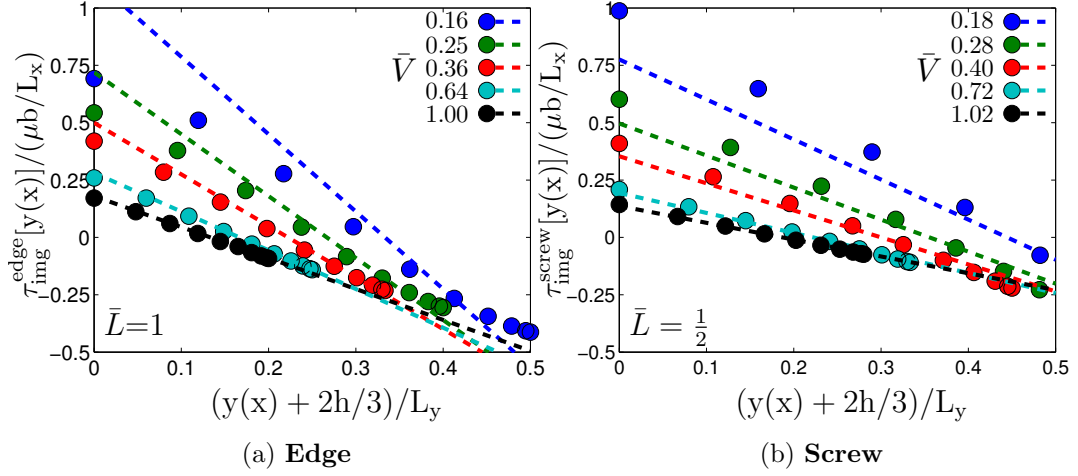 τ_img^edge[y(x)]/(μb/L_x)
1
0.75
0.5
0.25
0
−0.25
−0.5
V̄
0.16
0.25
0.36
0.64
1.00
L̄=1
0 0.1 0.2 0.3 0.4 0.5
(y(x) + 2h/3)/L_y
(a) Edge
τ_img^screw[y(x)]/(μb/L_x)
1
0.75
0.5
0.25
0
−0.25
−0.5
V̄
0.18
0.28
0.40
0.72
1.02
L̄ = 1/2
0 0.1 0.2 0.3 0.4 0.5
(y(x) + 2h/3)/L_y
(b) Screw